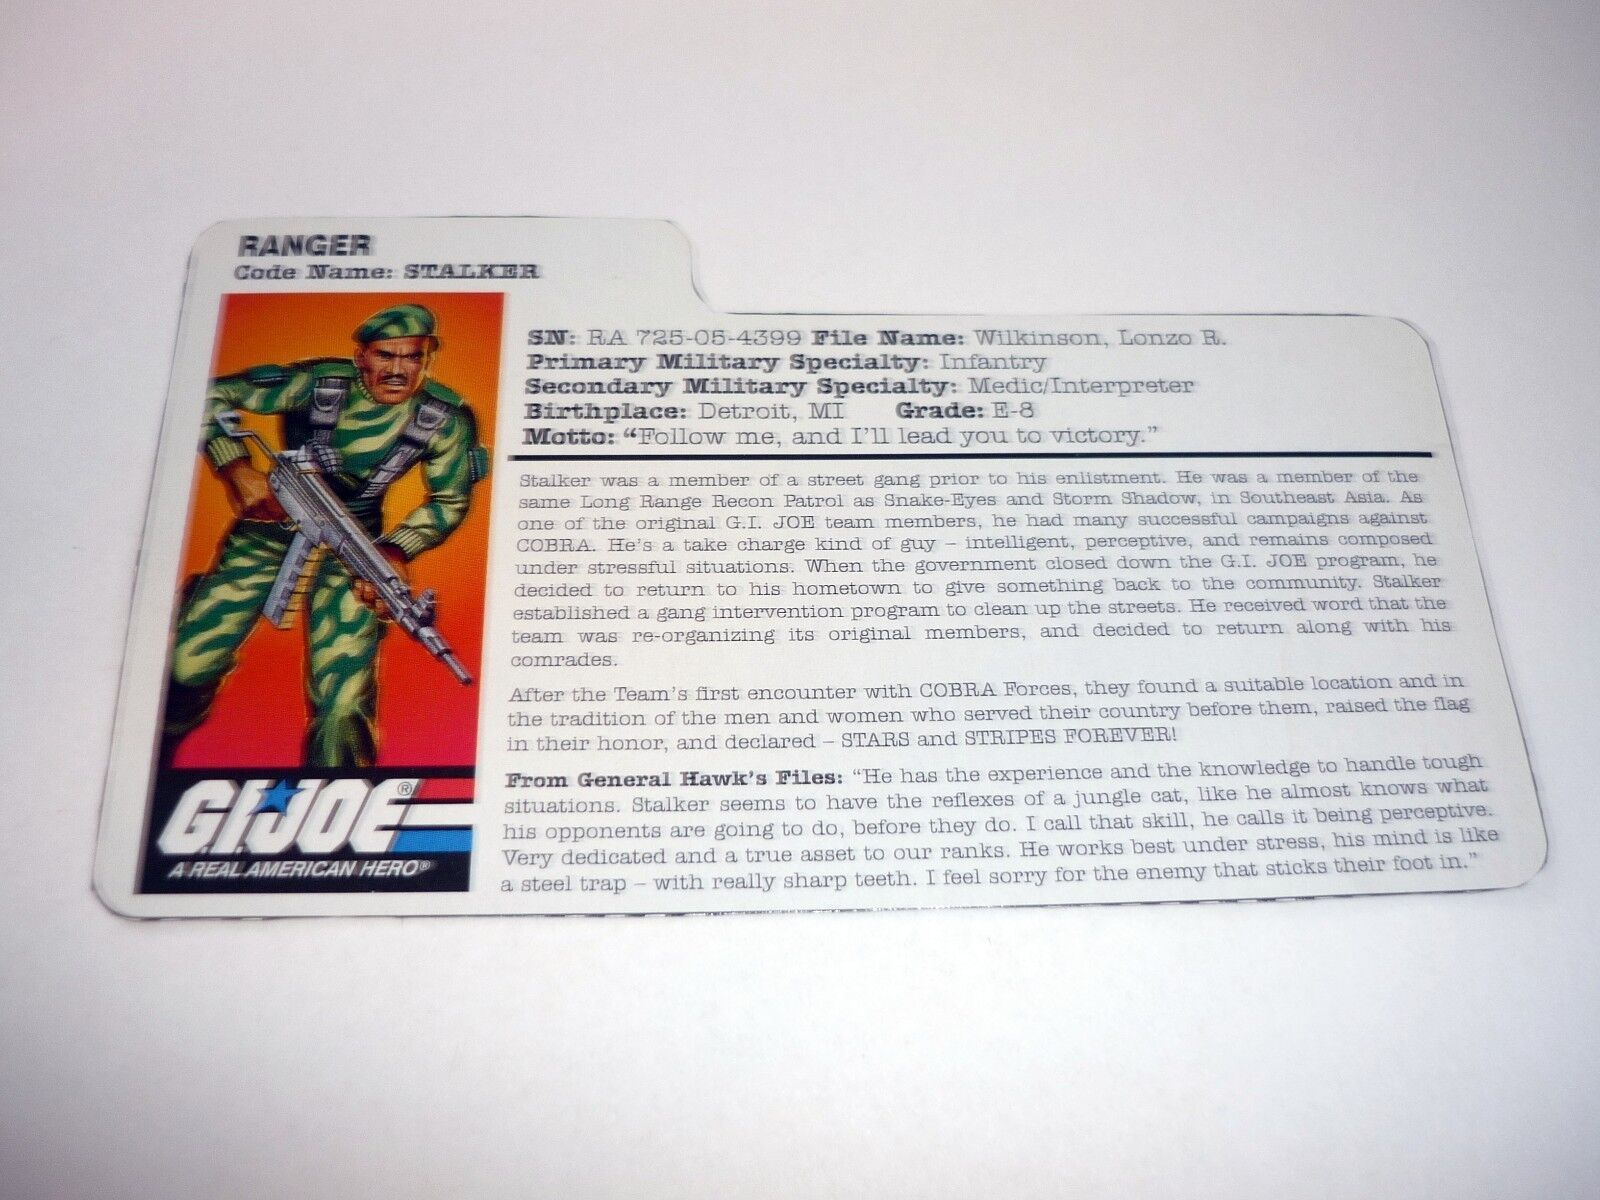 RANGER
Code Name: STALKER
SN: RA 725-05-4399 File Name: Wilkinson, Lonzo R.
Primary Military Specialty: Infantry
Secondary Military Specialty: Medic/Interpreter
Birthplace: Detroit, MI Grade: E-8
Motto: “Follow me, and I’ll lead you to victory.”
Stalker was a member of a street gang prior to his enlistment. He was a member of the
same Long Range Recon Patrol as Snake-Eyes and Storm Shadow, in Southeast Asia. As
one of the original G.I. JOE team members, he had many successful campaigns against
COBRA. He’s a take charge kind of guy – intelligent, perceptive, and remains composed
under stressful situations. When the government closed down the G.I. JOE program, he
decided to return to his hometown to give something back to the community. Stalker
established a gang intervention program to clean up the streets. He received word that the
team was re-organizing its original members, and decided to return along with his
comrades.
After the Team’s first encounter with COBRA Forces, they found a suitable location and in
the tradition of the men and women who served their country before them, raised the flag
in their honor, and declared – STARS and STRIPES FOREVER!
From General Hawk’s Files: “He has the experience and the knowledge to handle tough
situations. Stalker seems to have the reflexes of a jungle cat, like he almost knows what
his opponents are going to do, before they do. I call that skill, he calls it being perceptive.
Very dedicated and a true asset to our ranks. He works best under stress, his mind is like
a steel trap – with really sharp teeth. I feel sorry for the enemy that sticks their foot in.”
G.I. JOE®
A REAL AMERICAN HERO®